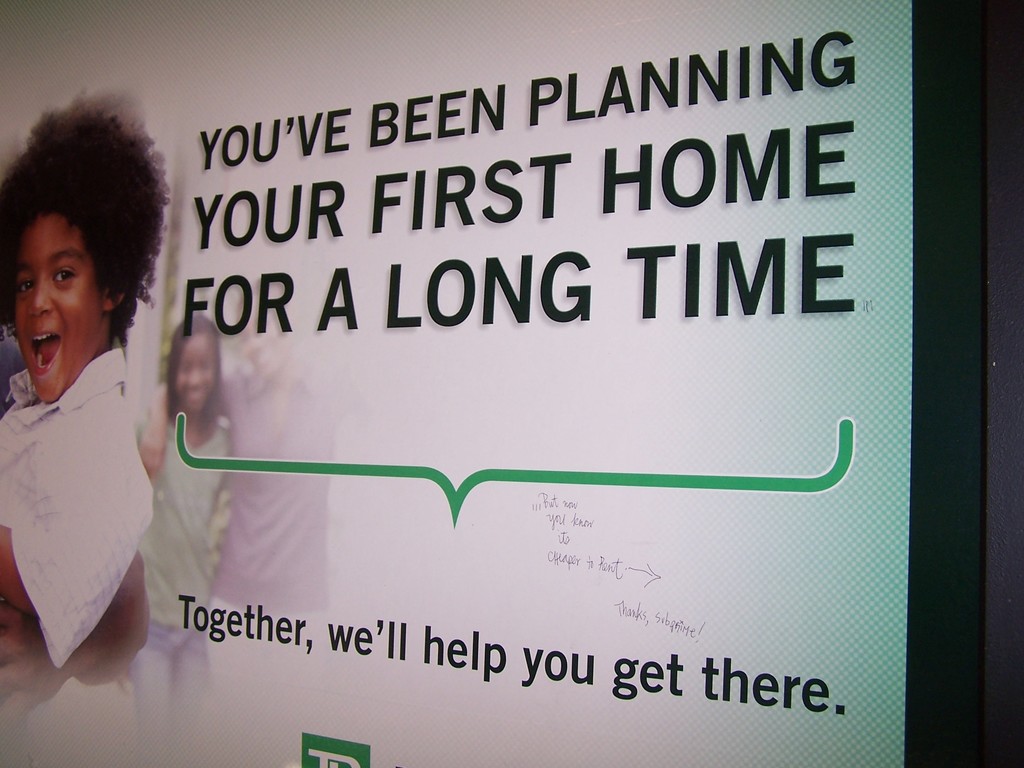 YOU'VE BEEN PLANNING
YOUR FIRST HOME
FOR A LONG TIME
...But now
you know
its
cheaper to Rent
Thanks, Subprime!
Together, we'll help you get there.
TD